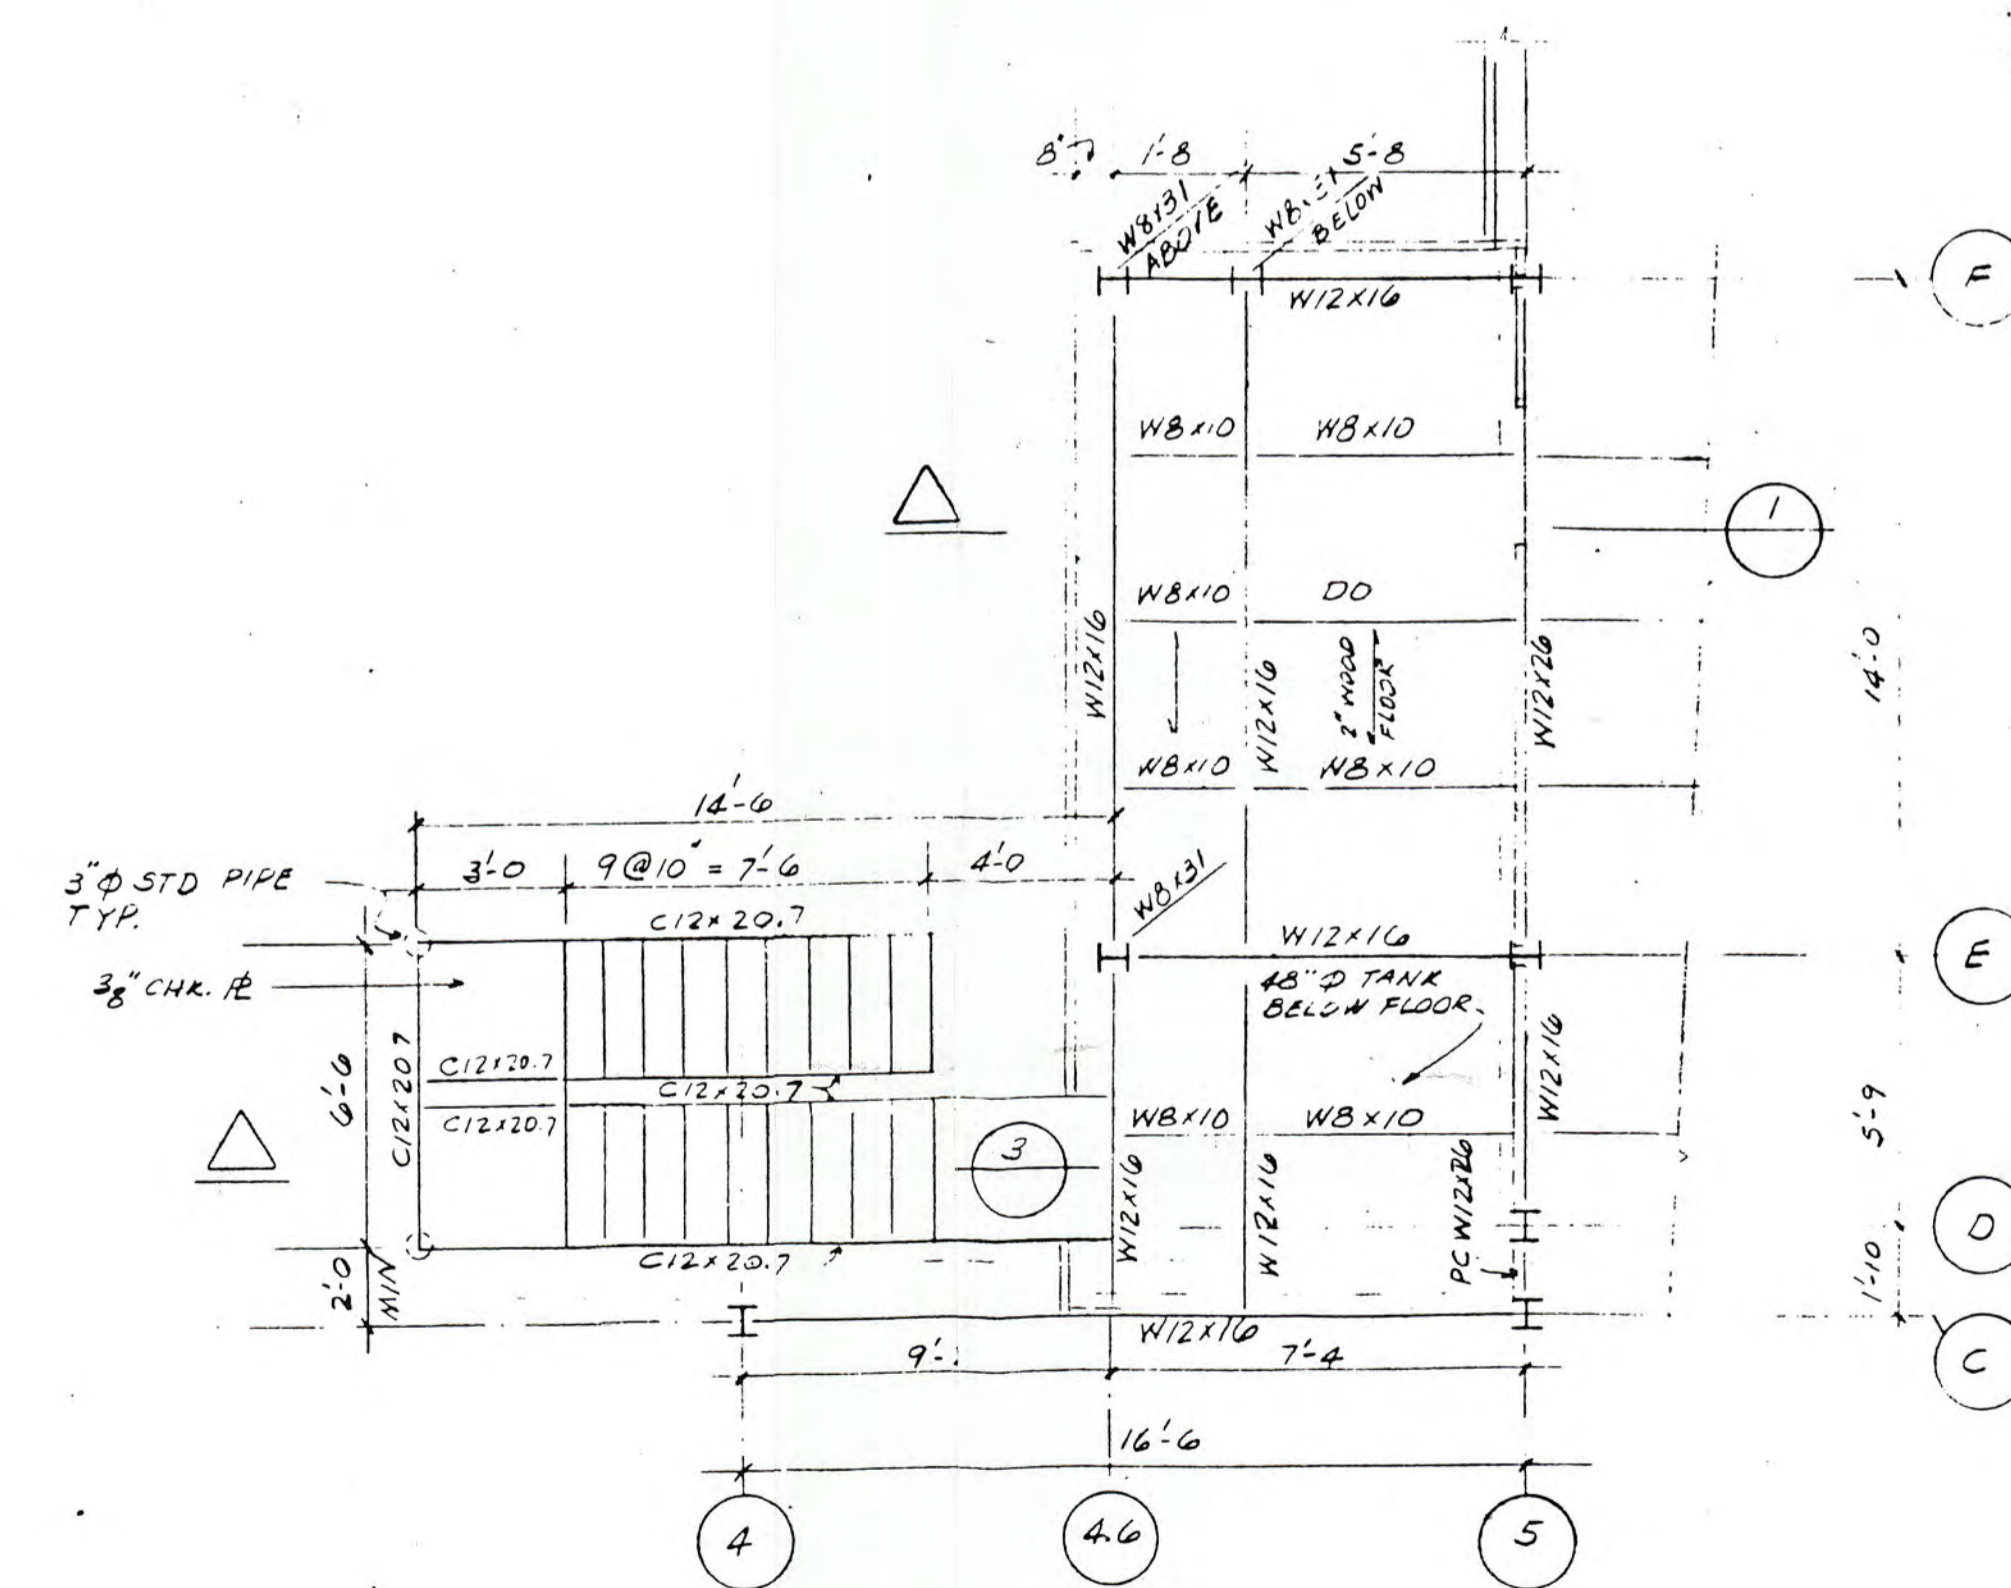 8"
1'-8
5'-8
W8x31
ABOVE
BELOW
F
W12x16
W8x10
W8x10
1
W8x10
DO
W12x16
W12x16
2" WOOD
FLOOR
W12x26
14'-0
W8x10
W8x10
14'-6
3'-0
9@10" = 7'-6
4'-0
3"Φ STD PIPE
TYP.
C12x20.7
W8x31
W12x16
E
3/8" CHK. PL
48"Φ TANK
BELOW FLOOR.
C12x20.7
6'-6
C12x20.7
C12x20.7
C12x20.7
W12x16
5'-9
W8x10
W8x10
3
W12x16
W12x16
PC W12x26
D
C12x20.7
2'-0
MIN
1'-10
W12x16
C
9'-
7'-4
16'-6
4
4.6
5